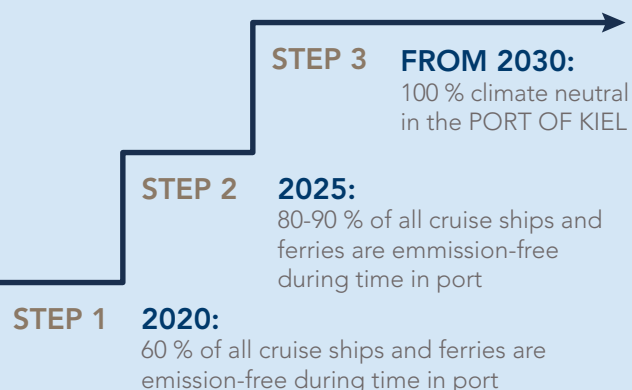 STEP 3 FROM 2030:
100 % climate neutral
in the PORT OF KIEL
STEP 2 2025:
80-90 % of all cruise ships and
ferries are emmission-free
during time in port
STEP 1 2020:
60 % of all cruise ships and ferries are
emission-free during time in port